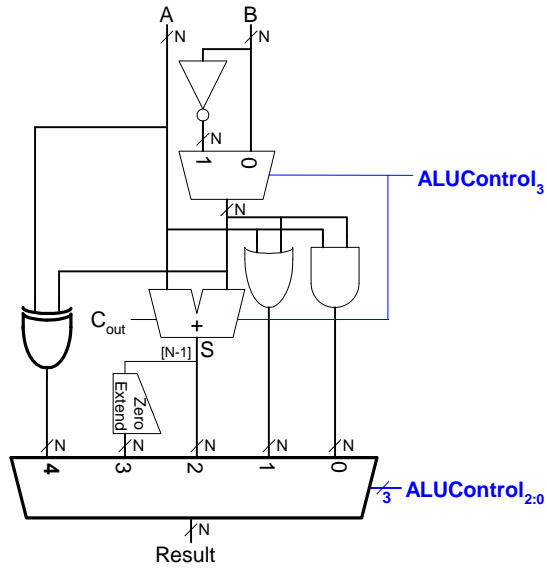 A B
N N
N
1 0
ALUControl3
N
Cout
+
S
[N-1]
Zero
Extend
N N N N N
4 3 2 1 0
3 ALUControl2:0
N
Result